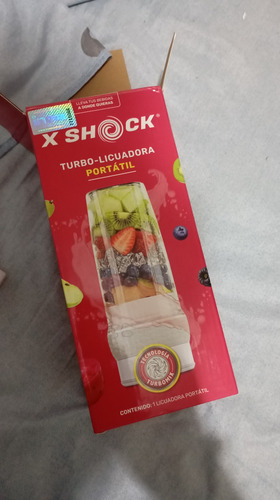 LLEVA TUS BEBIDAS
A DONDE QUIERAS
X SHOCK®
TURBO-LICUADORA
PORTÁTIL
TECNOLOGÍA
TURBOMIX
CONTENIDO: 1 LICUADORA PORTÁTIL